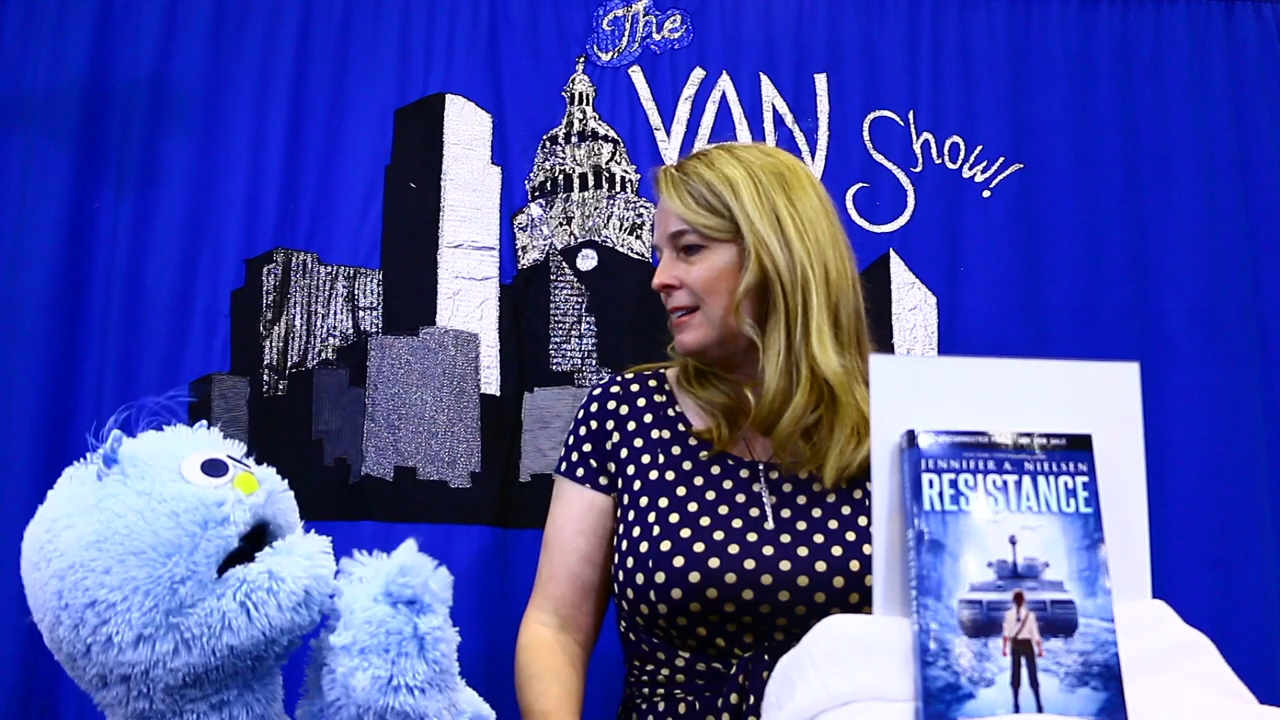 The
VAN
Show!
JENNIFER A. NIELSEN
RESISTANCE